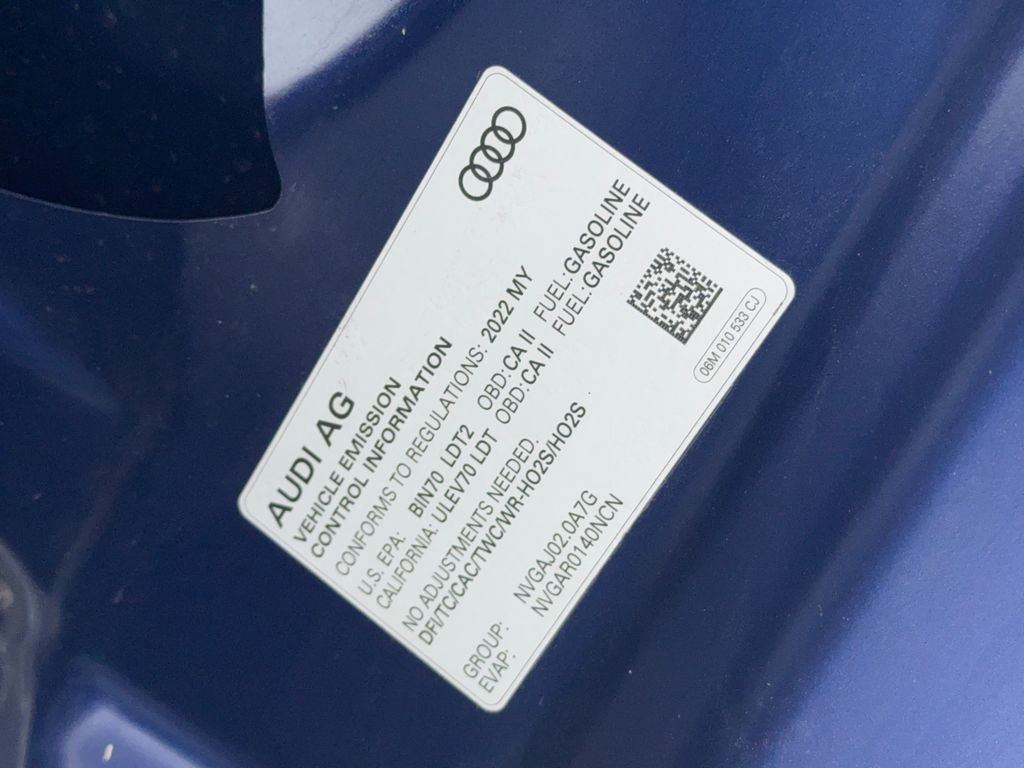 AUDI AG
VEHICLE EMISSION
CONTROL INFORMATION
CONFORMS TO REGULATIONS: 2022 MY
U.S. EPA: BIN70 LDT2 OBD: CA II FUEL: GASOLINE
CALIFORNIA: ULEV70 LDT OBD: CA II FUEL: GASOLINE
NO ADJUSTMENTS NEEDED.
DFI/TC/CAC/TWC/WR-HO2S/HO2S
GROUP: NVGAJ02.0A7G
EVAP: NVGAR0140NCN
06M 010 533 CJ